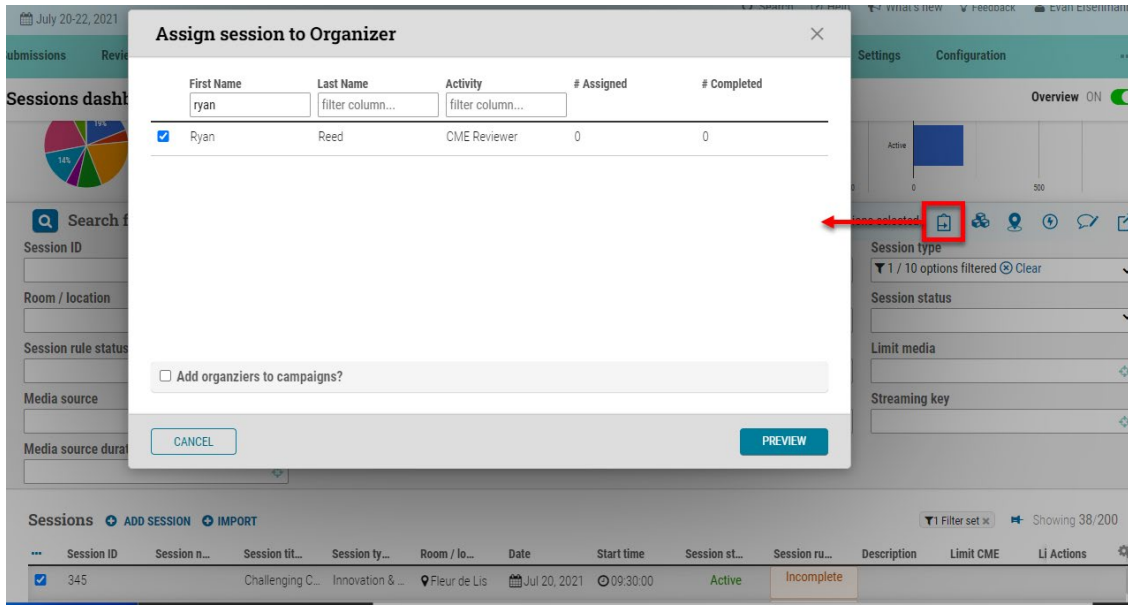 July 20-22, 2021
Search
Help
What's new
Feedback
Evan Eisenmann
ubmissions
Revie
Settings
Configuration
Assign session to Organizer
Sessions dashb
Overview ON
First Name
Last Name
Activity
# Assigned
# Completed
ryan
filter column...
filter column...
Ryan
Reed
CME Reviewer
0
0
14%
Active
0
0
500
Search f
ons selected
Session ID
Session type
1 / 10 options filtered Clear
Room / location
Session status
Session rule status
Limit media
Add organziers to campaigns?
Media source
Streaming key
CANCEL
PREVIEW
Media source durat
Sessions ADD SESSION IMPORT
1 Filter set x
Showing 38/200
Session ID
Session n...
Session tit...
Session ty...
Room / lo...
Date
Start time
Session st...
Session ru...
Description
Limit CME
Li Actions
345
Challenging C...
Innovation & ...
Fleur de Lis
Jul 20, 2021
09:30:00
Active
Incomplete